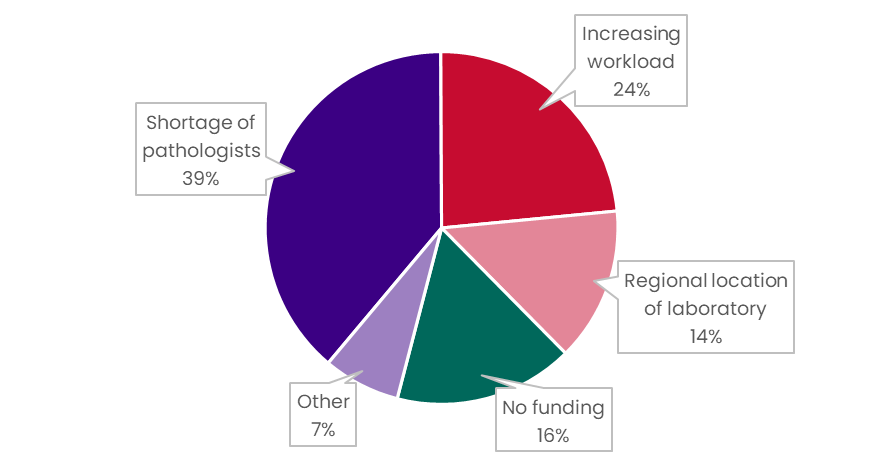 Increasing
workload
24%
Shortage of
pathologists
39%
Regional location
of laboratory
14%
Other
7%
No funding
16%